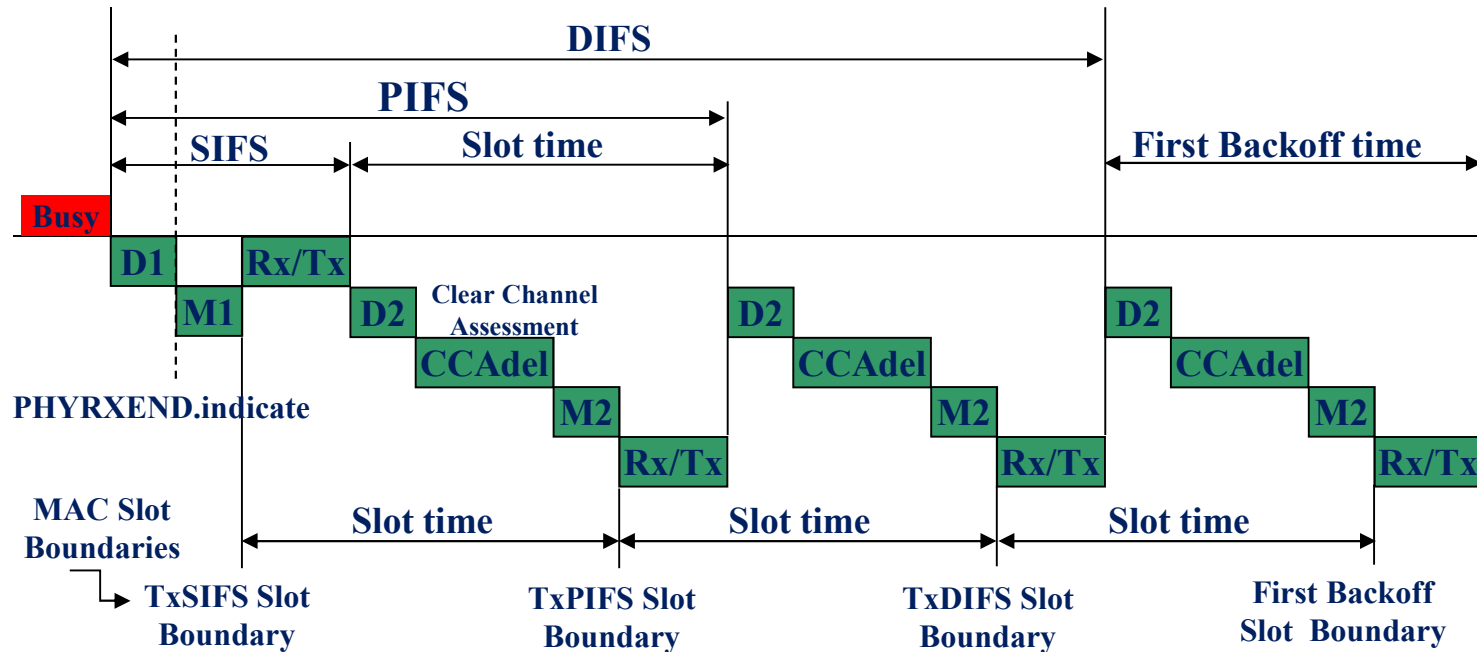 DIFS
PIFS
SIFS
Slot time
First Backoff time
Busy
D1
Rx/Tx
M1
D2
Clear Channel
Assessment
CCAdel
M2
Rx/Tx
D2
CCAdel
M2
Rx/Tx
D2
CCAdel
M2
Rx/Tx
PHYRXEND.indicate
MAC Slot
Boundaries
Slot time
Slot time
Slot time
TxSIFS Slot
Boundary
TxPIFS Slot
Boundary
TxDIFS Slot
Boundary
First Backoff
Slot Boundary